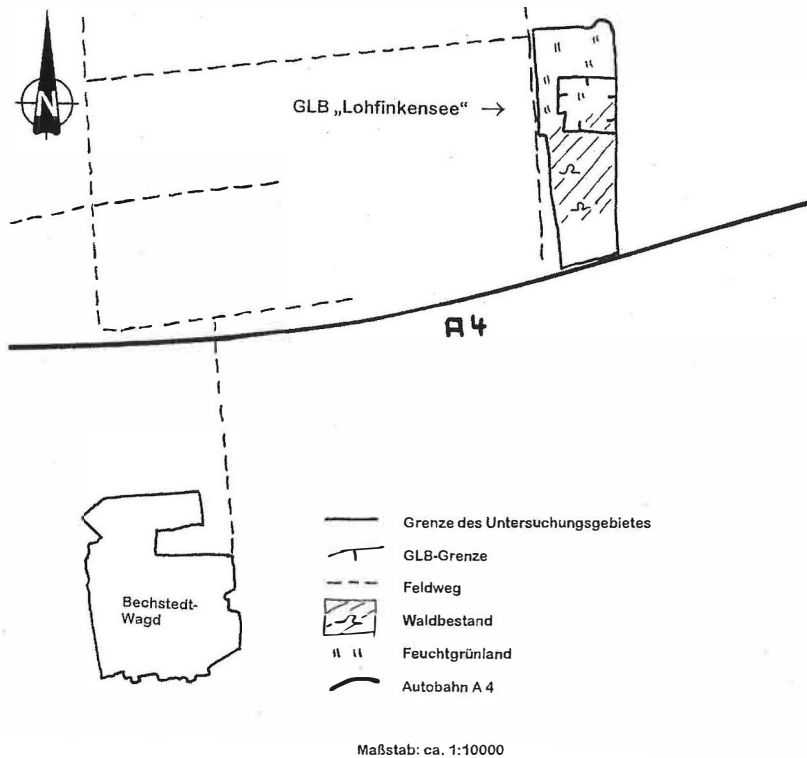 N
GLB „Lohfinkensee“ →
A4
Bechstedt-
Wagd
Grenze des Untersuchungsgebietes
GLB-Grenze
Feldweg
Waldbestand
Feuchtgrünland
Autobahn A 4
Maßstab: ca. 1:10000